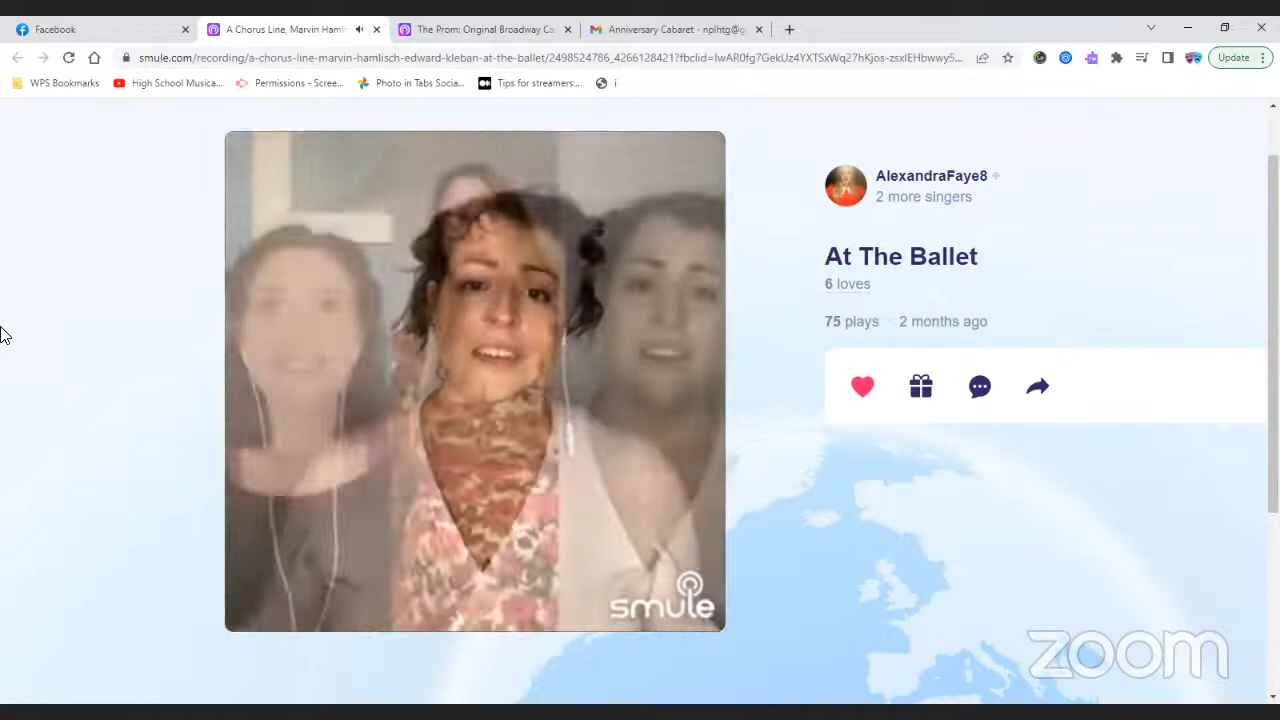 Facebook
A Chorus Line, Marvin Haml
The Prom: Original Broadway Co
Anniversary Cabaret - nplhtg@g
smule.com/recording/a-chorus-line-marvin-hamlisch-edward-kleban-at-the-ballet/2498524786_4266128421?fbclid=IwAR0fg7GekUz4YXTSxWq27hKjos-zsxlEHbwwy5...
Update
WPS Bookmarks
High School Musica...
Permissions - Scree...
Photo in Tabs Socia...
Tips for streamers:...
i
AlexandraFaye8 +
2 more singers
At The Ballet
6 loves
75 plays · 2 months ago
smule
zoom